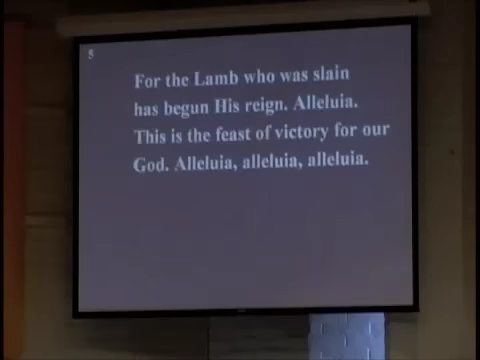 5
For the Lamb who was slain
has begun His reign. Alleluia.
This is the feast of victory for our
God. Alleluia, alleluia, alleluia.